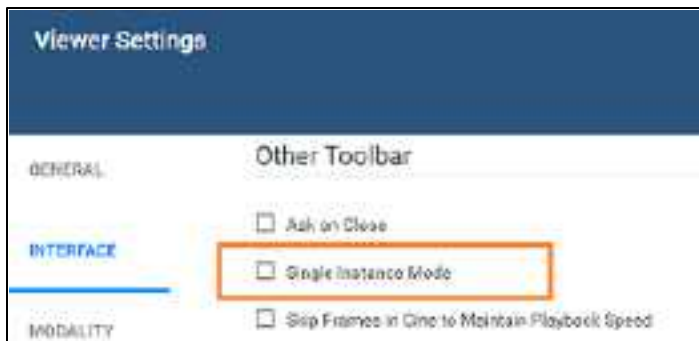 Viewer Settings
GENERAL
Other Toolbar
Ask on Close
INTERFACE
Single Instance Mode
MODALITY
Skip Frames in Cine to Maintain Playback Speed